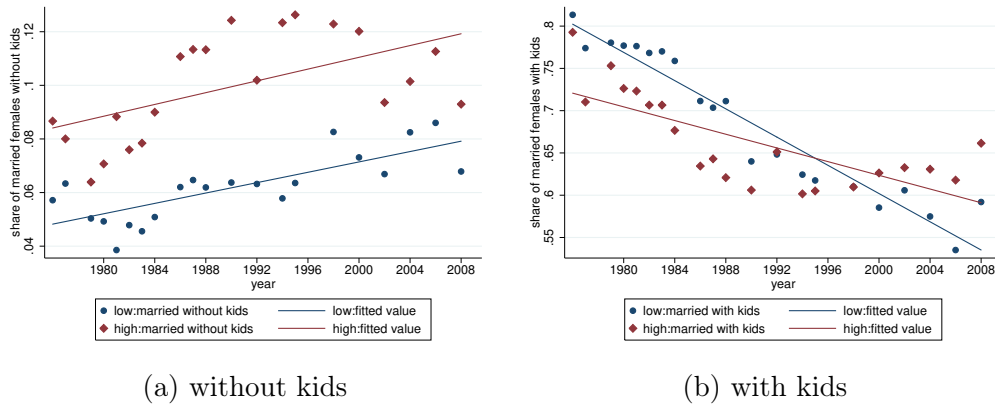 share of married females without kids
.04 .06 .08 .1 .12
1980 1984 1988 1992 1996 2000 2004 2008
year
low:married without kids low:fitted value
high:married without kids high:fitted value
(a) without kids
share of married females with kids
.55 .6 .65 .7 .75 .8
1980 1984 1988 1992 1996 2000 2004 2008
year
low:married with kids low:fitted value
high:married with kids high:fitted value
(b) with kids